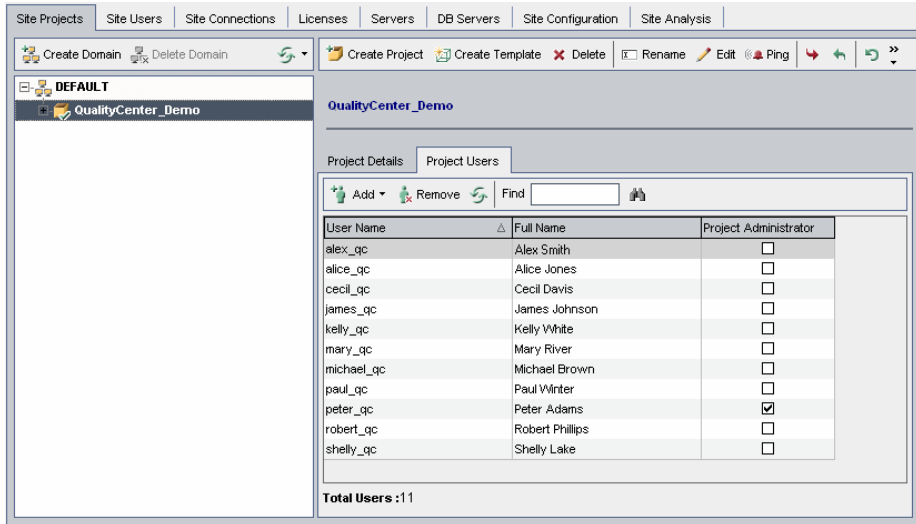 Site Projects Site Users Site Connections Licenses Servers DB Servers Site Configuration Site Analysis
Create Domain Delete Domain Create Project Create Template Delete Rename Edit Ping
DEFAULT
QualityCenter_Demo
QualityCenter_Demo
Project Details Project Users
Add Remove Find
User Name Full Name Project Administrator
alex_qc Alex Smith
alice_qc Alice Jones
cecil_qc Cecil Davis
james_qc James Johnson
kelly_qc Kelly White
mary_qc Mary River
michael_qc Michael Brown
paul_qc Paul Winter
peter_qc Peter Adams
robert_qc Robert Phillips
shelly_qc Shelly Lake
Total Users :11